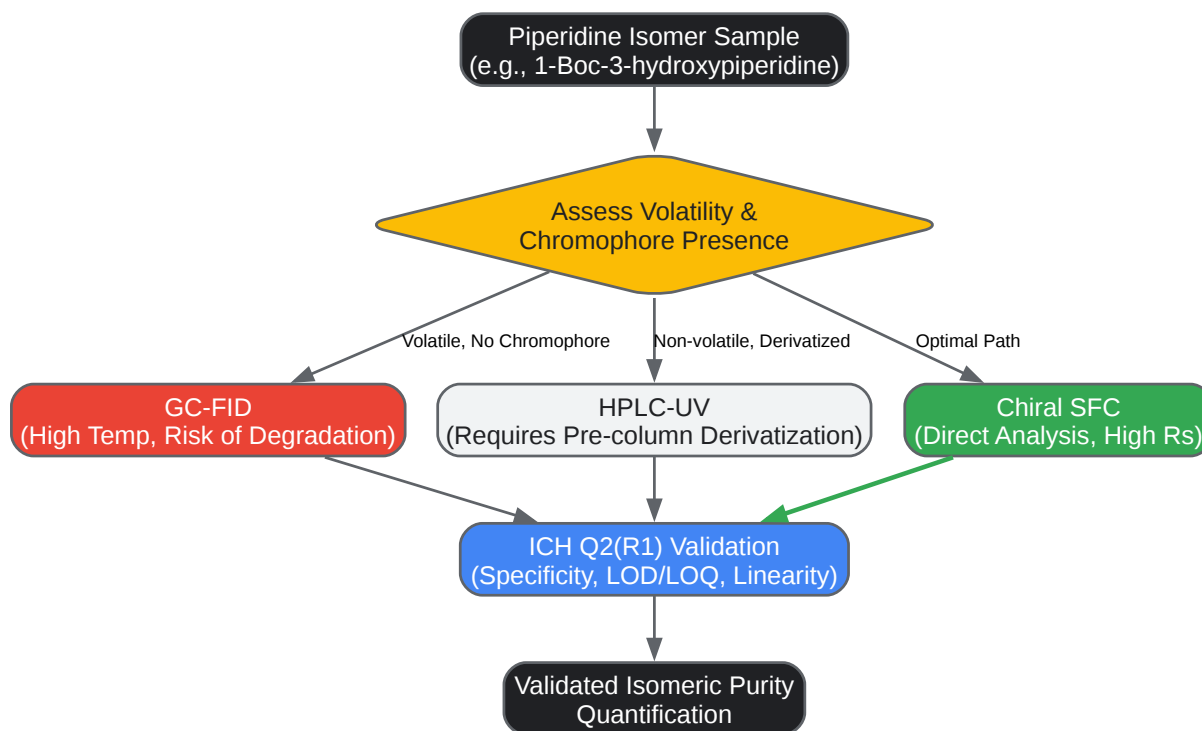 Piperidine Isomer Sample
(e.g., 1-Boc-3-hydroxypiperidine)
Assess Volatility &
Chromophore Presence
Volatile, No Chromophore
Non-volatile, Derivatized
Optimal Path
GC-FID
(High Temp, Risk of Degradation)
HPLC-UV
(Requires Pre-column Derivatization)
Chiral SFC
(Direct Analysis, High Rs)
ICH Q2(R1) Validation
(Specificity, LOD/LOQ, Linearity)
Validated Isomeric Purity
Quantification